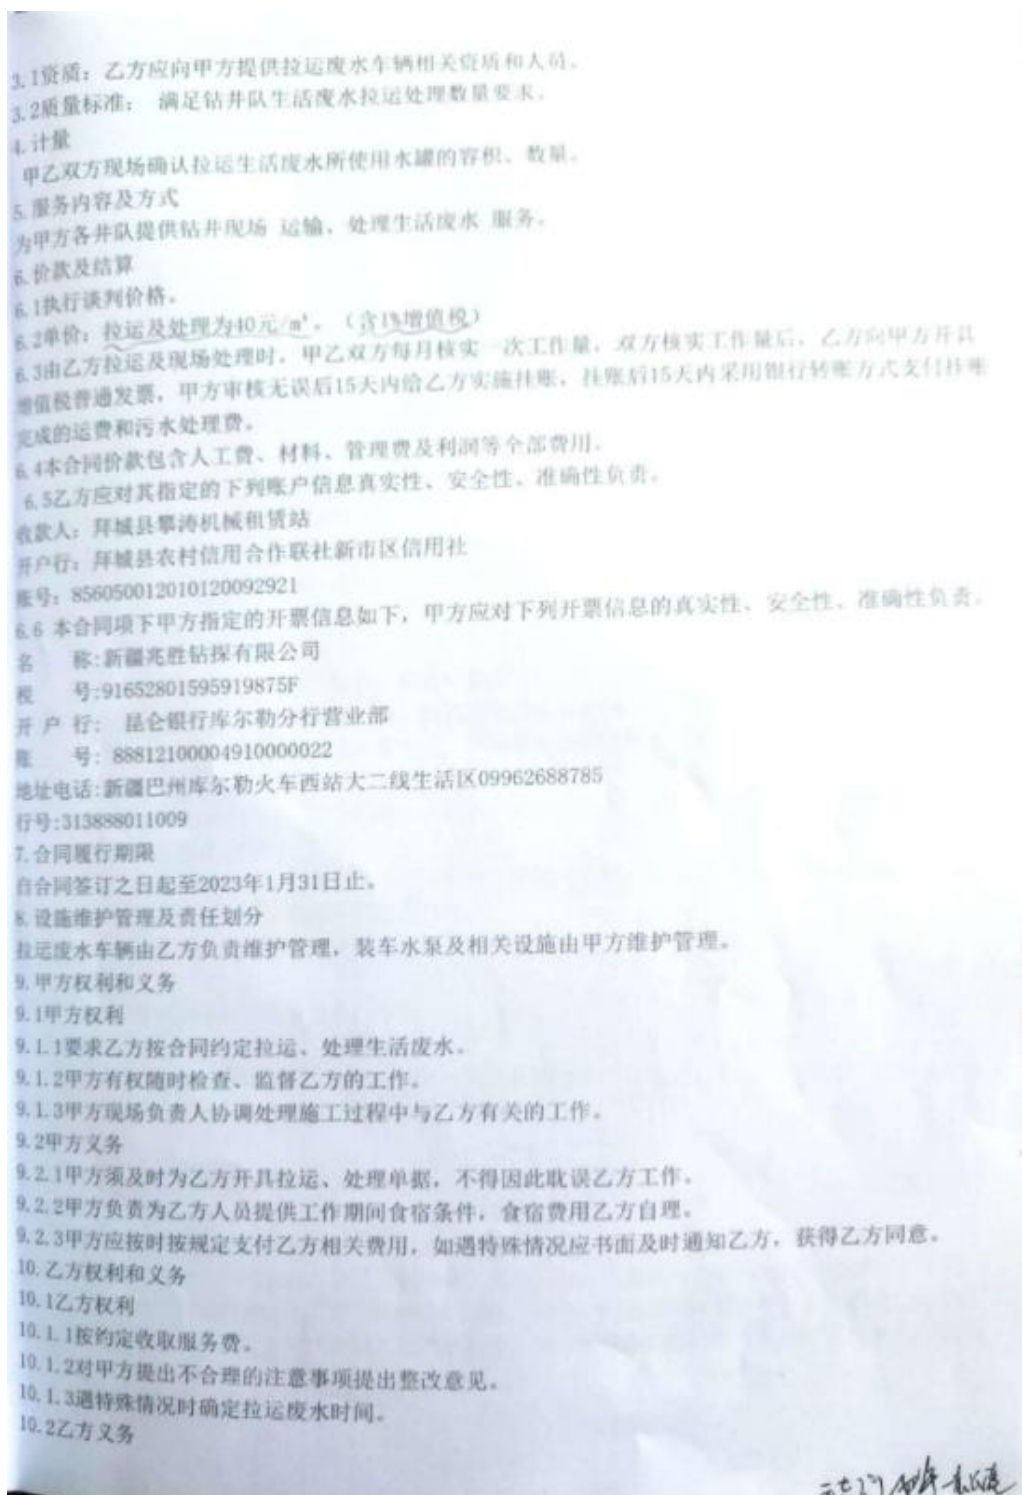 3.1资质：乙方应向甲方提供拉运废水车辆相关资质和人员。
3.2质量标准： 满足钻井队生活废水拉运处理数量要求。
4.计量
甲乙双方现场确认拉运生活废水所使用水罐的容积、数量。
5.服务内容及方式
为甲方各井队提供钻井现场 运输、处理生活废水 服务。
6.价款及结算
6.1执行谈判价格。
6.2单价：拉运及处理为40元/m³。（含1%增值税）
6.3由乙方拉运及现场处理时，甲乙双方每月核实一次工作量，双方核实工作量后，乙方向甲方开具
增值税普通发票，甲方审核无误后15天内给乙方实施挂账，挂账后15天内采用银行转账方式支付挂账
完成的运费和污水处理费。
6.4本合同价款包含人工费、材料、管理费及利润等全部费用。
6.5乙方应对其指定的下列账户信息真实性、安全性、准确性负责。
收款人：拜城县擎涛机械租赁站
开户行：拜城县农村信用合作联社新市区信用社
账号：856050012010120092921
6.6 本合同项下甲方指定的开票信息如下，甲方应对下列开票信息的真实性、安全性、准确性负责。
名 称:新疆兆胜钻探有限公司
税 号:91652801595919875F
开 户 行： 昆仑银行库尔勒分行营业部
账 号：88812100004910000022
地址电话:新疆巴州库尔勒火车西站大二线生活区09962688785
行号:313888011009
7.合同履行期限
自合同签订之日起至2023年1月31日止。
8.设施维护管理及责任划分
拉运废水车辆由乙方负责维护管理，装车水泵及相关设施由甲方维护管理。
9.甲方权利和义务
9.1甲方权利
9.1.1要求乙方按合同约定拉运、处理生活废水。
9.1.2甲方有权随时检查、监督乙方的工作。
9.1.3甲方现场负责人协调处理施工过程中与乙方有关的工作。
9.2甲方义务
9.2.1甲方须及时为乙方开具拉运、处理单据，不得因此耽误乙方工作。
9.2.2甲方负责为乙方人员提供工作期间食宿条件，食宿费用乙方自理。
9.2.3甲方应按时按规定支付乙方相关费用，如遇特殊情况应书面及时通知乙方，获得乙方同意。
10.乙方权利和义务
10.1乙方权利
10.1.1按约定收取服务费。
10.1.2对甲方提出不合理的注意事项提出整改意见。
10.1.3遇特殊情况时确定拉运废水时间。
10.2乙方义务